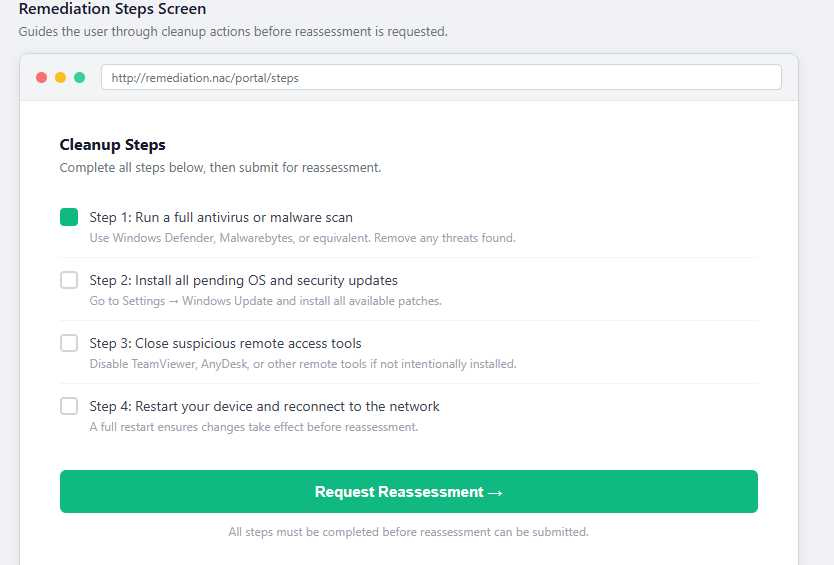 Remediation Steps Screen
Guides the user through cleanup actions before reassessment is requested.
http://remediation.nac/portal/steps
Cleanup Steps
Complete all steps below, then submit for reassessment.
Step 1: Run a full antivirus or malware scan
Use Windows Defender, Malwarebytes, or equivalent. Remove any threats found.
Step 2: Install all pending OS and security updates
Go to Settings → Windows Update and install all available patches.
Step 3: Close suspicious remote access tools
Disable TeamViewer, AnyDesk, or other remote tools if not intentionally installed.
Step 4: Restart your device and reconnect to the network
A full restart ensures changes take effect before reassessment.
Request Reassessment →
All steps must be completed before reassessment can be submitted.